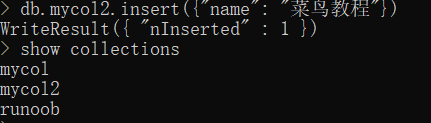 > db.mycol2.insert({"name": "菜鸟教程"})
WriteResult({ "nInserted" : 1 })
> show collections
mycol
mycol2
runoob